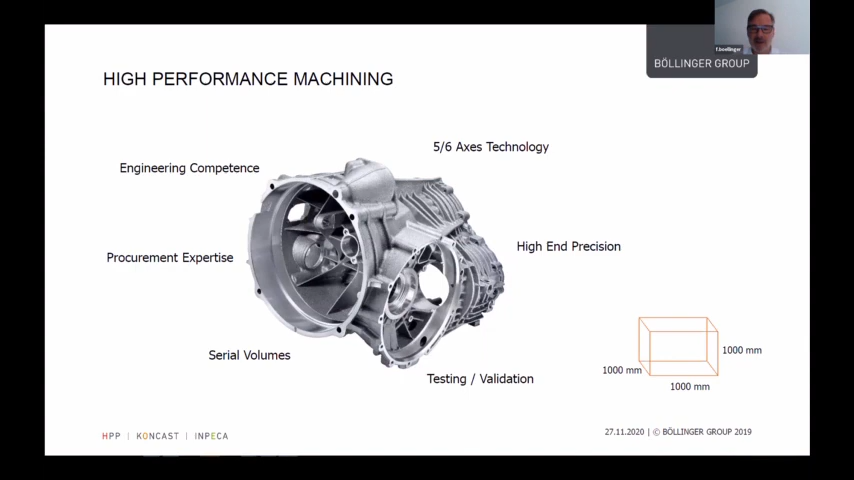 f.boellinger
BÖLLINGER GROUP
HIGH PERFORMANCE MACHINING
5/6 Axes Technology
Engineering Competence
High End Precision
Procurement Expertise
1000 mm
1000 mm
1000 mm
Serial Volumes
Testing / Validation
HPP | KONCAST | INPECA
27.11.2020 | © BÖLLINGER GROUP 2019